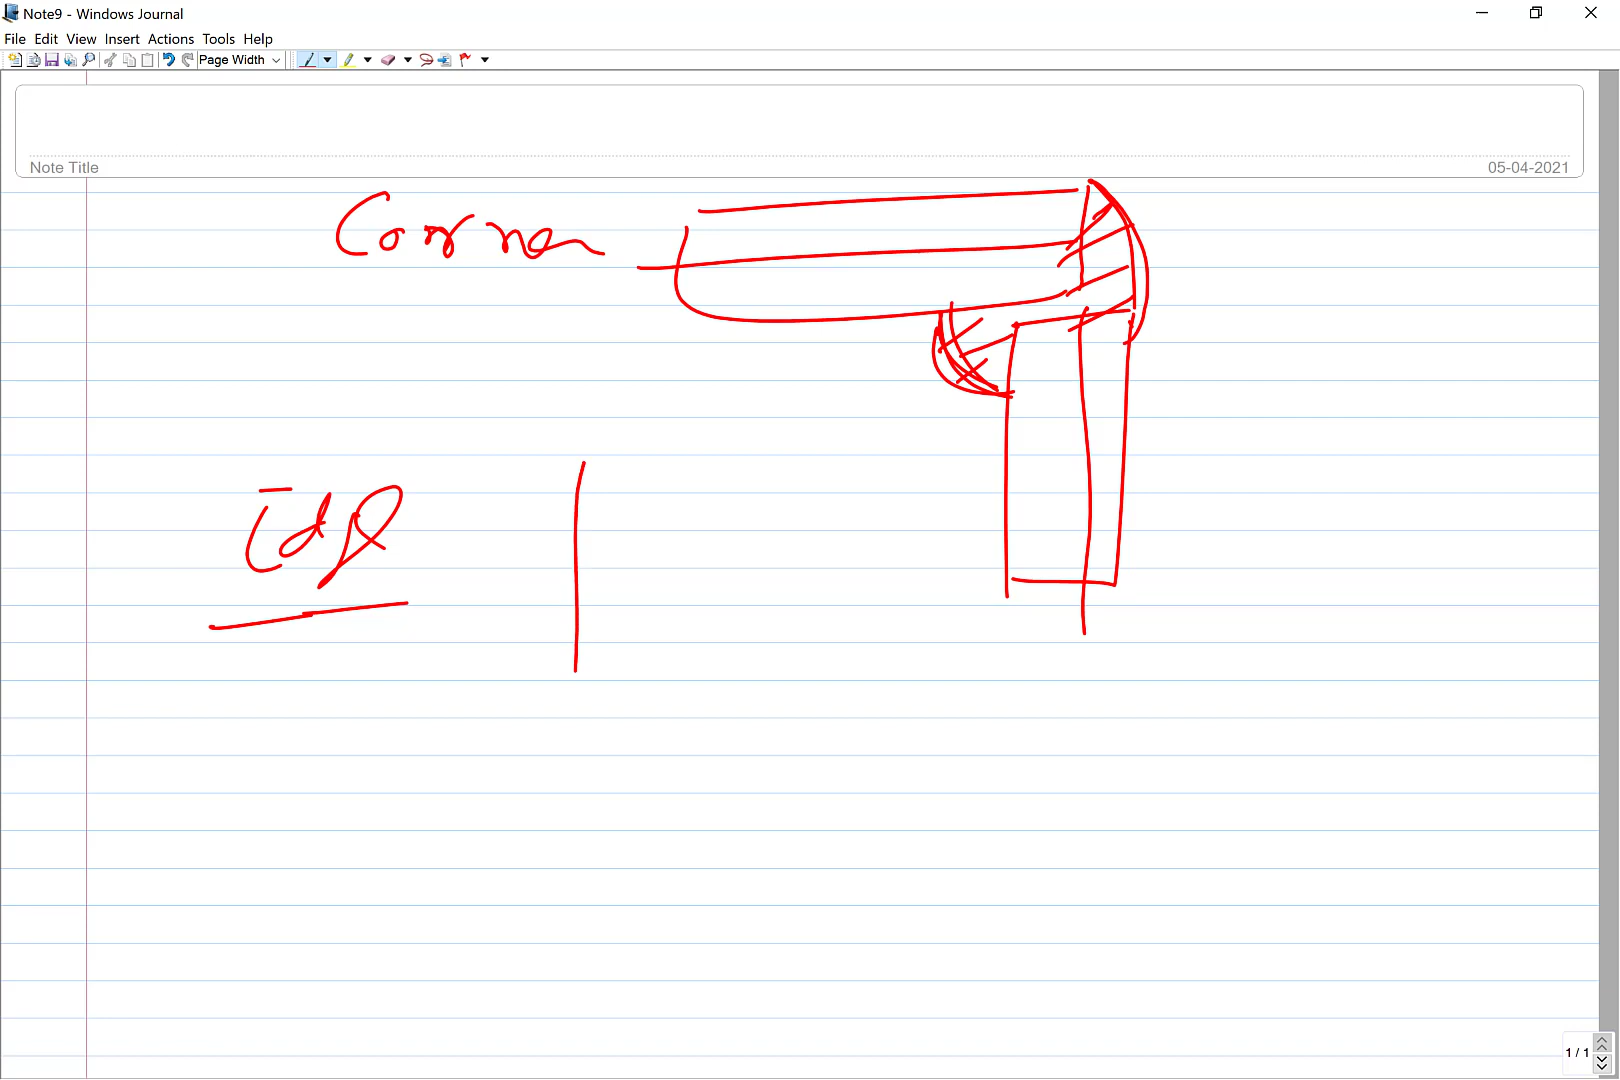 Note9 - Windows Journal
File Edit View Insert Actions Tools Help
Page Width
Note Title
05-04-2021
Corner
1 / 1